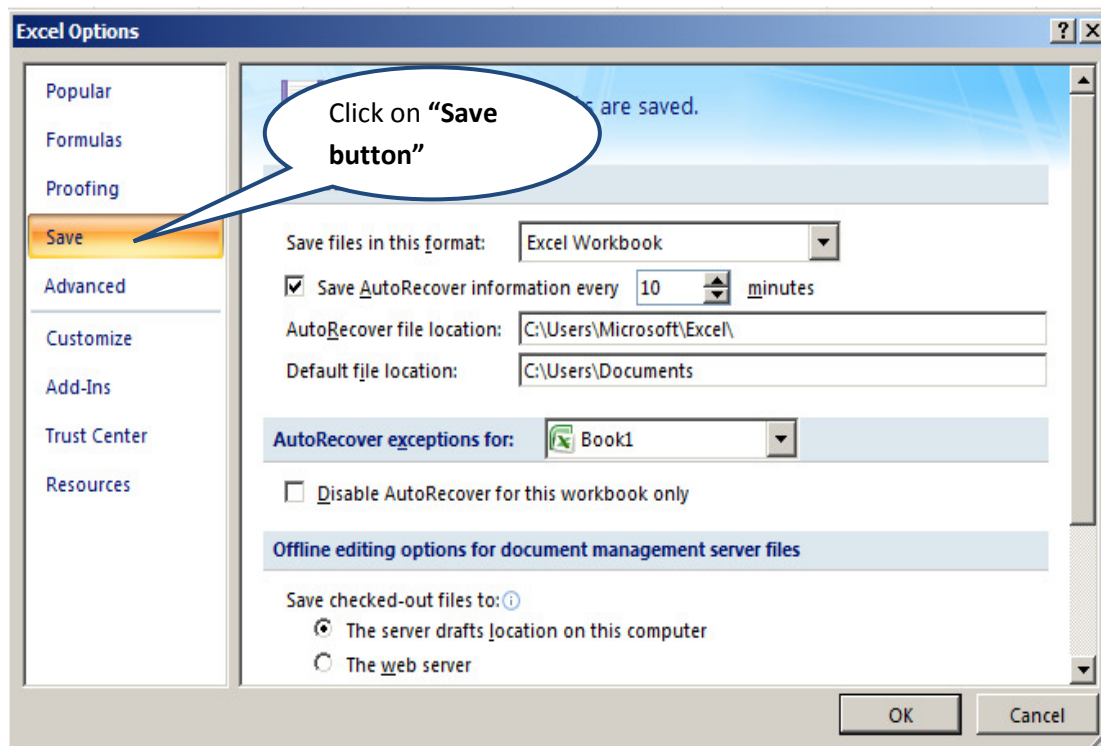 Excel Options
Popular
Formulas
Proofing
Save
Advanced
Customize
Add-Ins
Trust Center
Resources
Click on “Save
button”
are saved.
Save files in this format: Excel Workbook
Save AutoRecover information every 10 minutes
AutoRecover file location: C:\Users\Microsoft\Excel\
Default file location: C:\Users\Documents
AutoRecover exceptions for: Book1
Disable AutoRecover for this workbook only
Offline editing options for document management server files
Save checked-out files to:
The server drafts location on this computer
The web server
OK Cancel